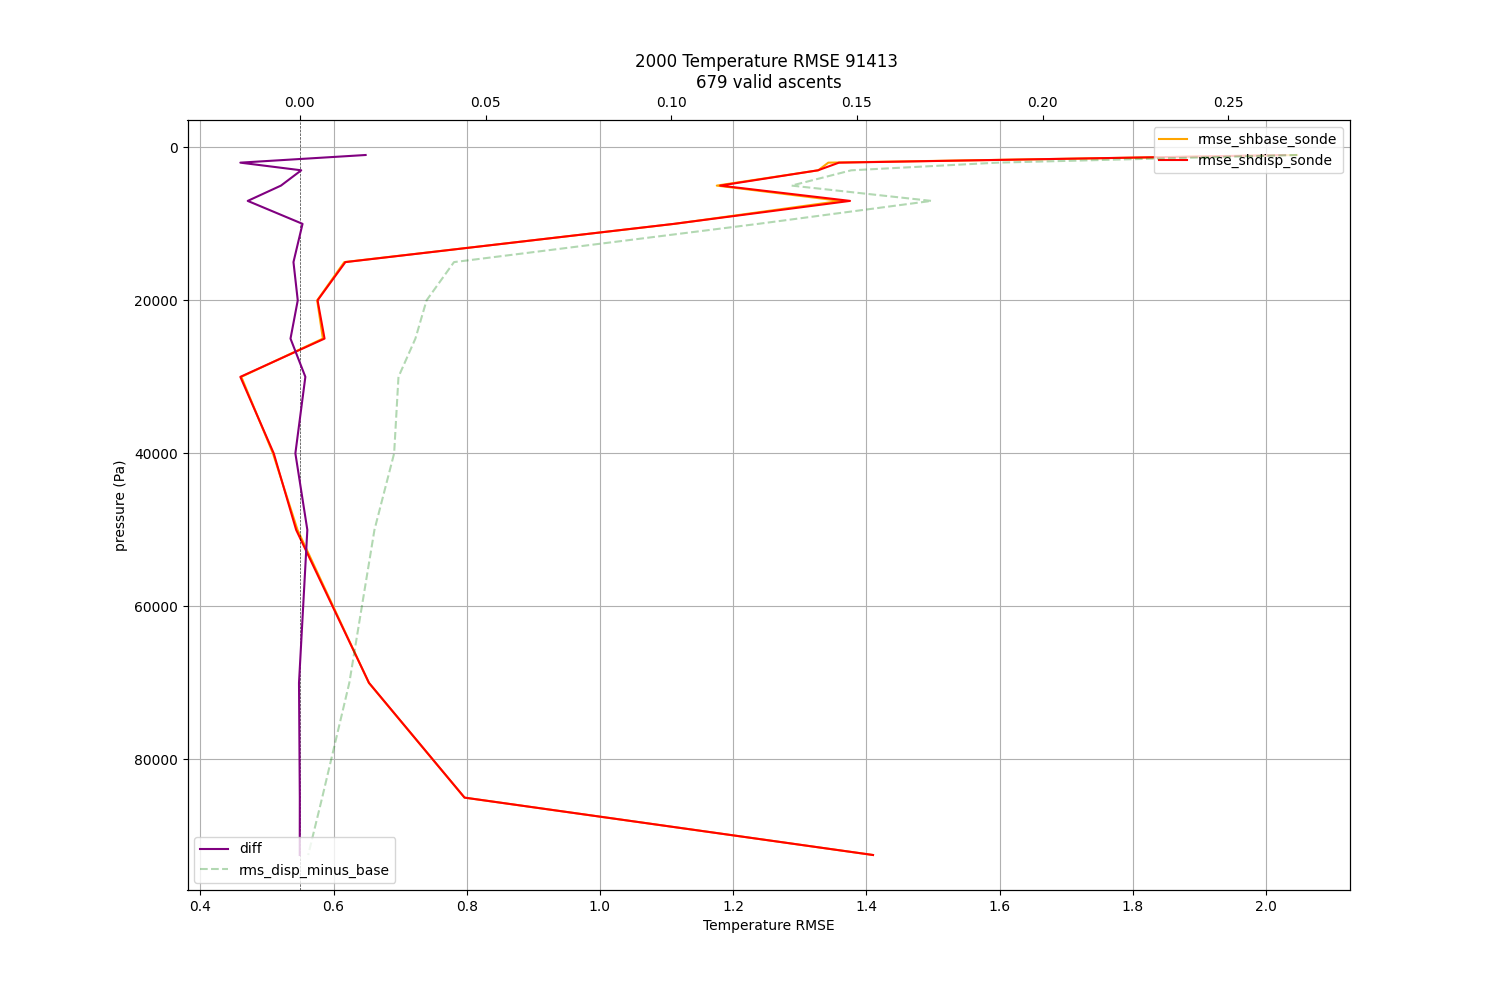 2000 Temperature RMSE 91413
679 valid ascents
0.00 0.05 0.10 0.15 0.20 0.25
rmse_shbase_sonde
rmse_shdisp_sonde
0
20000
40000
60000
80000
pressure (Pa)
diff
rms_disp_minus_base
0.4 0.6 0.8 1.0 1.2 1.4 1.6 1.8 2.0
Temperature RMSE